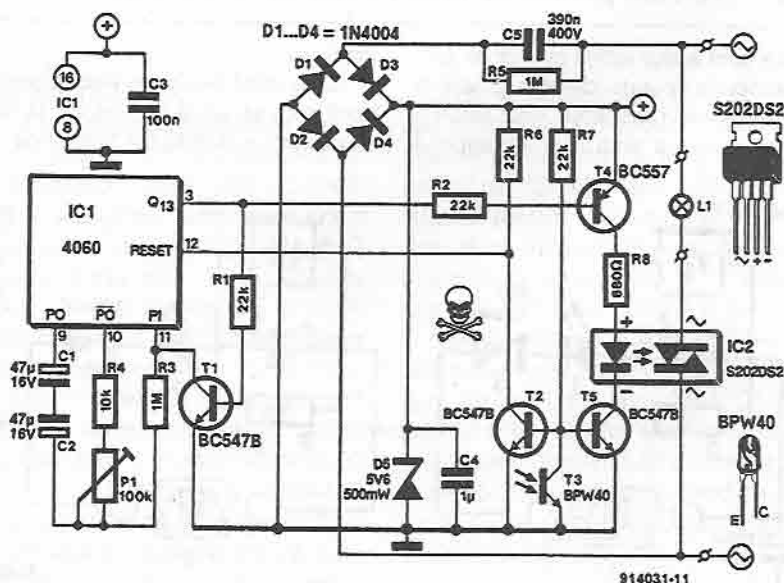 D1...D4 = 1N4004
390n
400V
C5
R5
1M
S202DS2
+
16
IC1
8
C3
100n
D1
D3
D2
D4
+
R6
22k
R7
22k
T4
BC557
L1
~ ~ + -
IC1
4060
Q13
3
RESET
12
R2
22k
R1
22k
R8
680Ω
PO
PO
PI
9
10
11
C1
47µ
16V
47µ
16V
C2
R4
10k
R3
1M
P1
100k
T1
BC547B
+
-
~
~
IC2
S202DS2
T2
BC547B
T5
BC547B
D5
5V6
500mW
C4
1µ
T3
BPW40
BPW40
E
C
914031-11